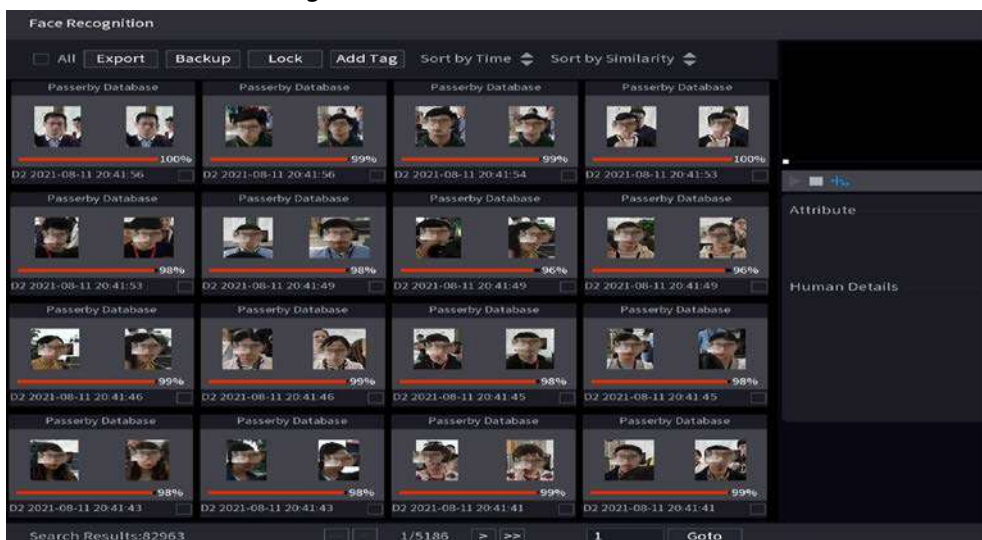 Face Recognition
All Export Backup Lock Add Tag Sort by Time Sort by Similarity
Passerby Database Passerby Database Passerby Database Passerby Database
100% 99% 99% 100%
D2 2021-08-11 20:41:56 D2 2021-08-11 20:41:56 D2 2021-08-11 20:41:54 D2 2021-08-11 20:41:53
Passerby Database Passerby Database Passerby Database Passerby Database
Attribute
98% 98% 96% 96%
D2 2021-08-11 20:41:53 D2 2021-08-11 20:41:49 D2 2021-08-11 20:41:49 D2 2021-08-11 20:41:49
Human Details
Passerby Database Passerby Database Passerby Database Passerby Database
99% 99% 98% 98%
D2 2021-08-11 20:41:46 D2 2021-08-11 20:41:46 D2 2021-08-11 20:41:45 D2 2021-08-11 20:41:45
Passerby Database Passerby Database Passerby Database Passerby Database
98% 98% 99% 99%
D2 2021-08-11 20:41:43 D2 2021-08-11 20:41:43 D2 2021-08-11 20:41:41 D2 2021-08-11 20:41:41
Search Results:82963 1/5186 > >> 1 Goto